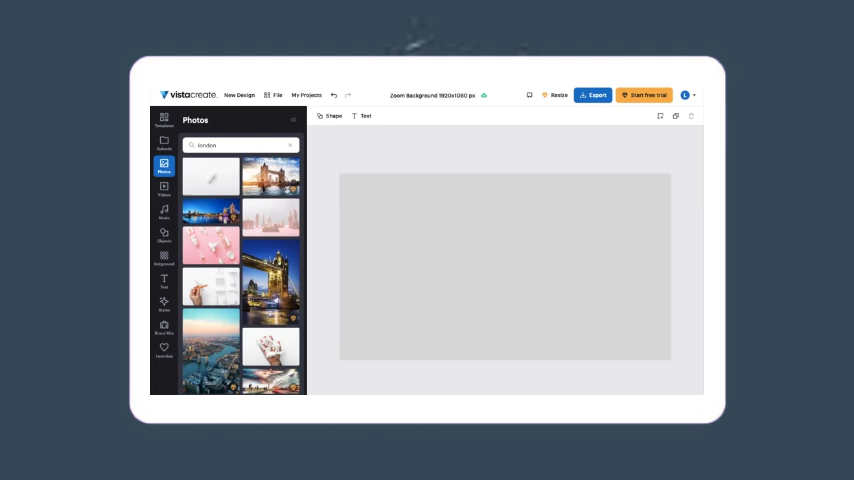 vistacreate New Design File My Projects Zoom Background 1920x1080 px Resize Export Start free trial L
Shape Text
Photos
london
Templates
Uploads
Photos
Videos
Music
Objects
Background
Text
Styles
Brand Kits
Favorites